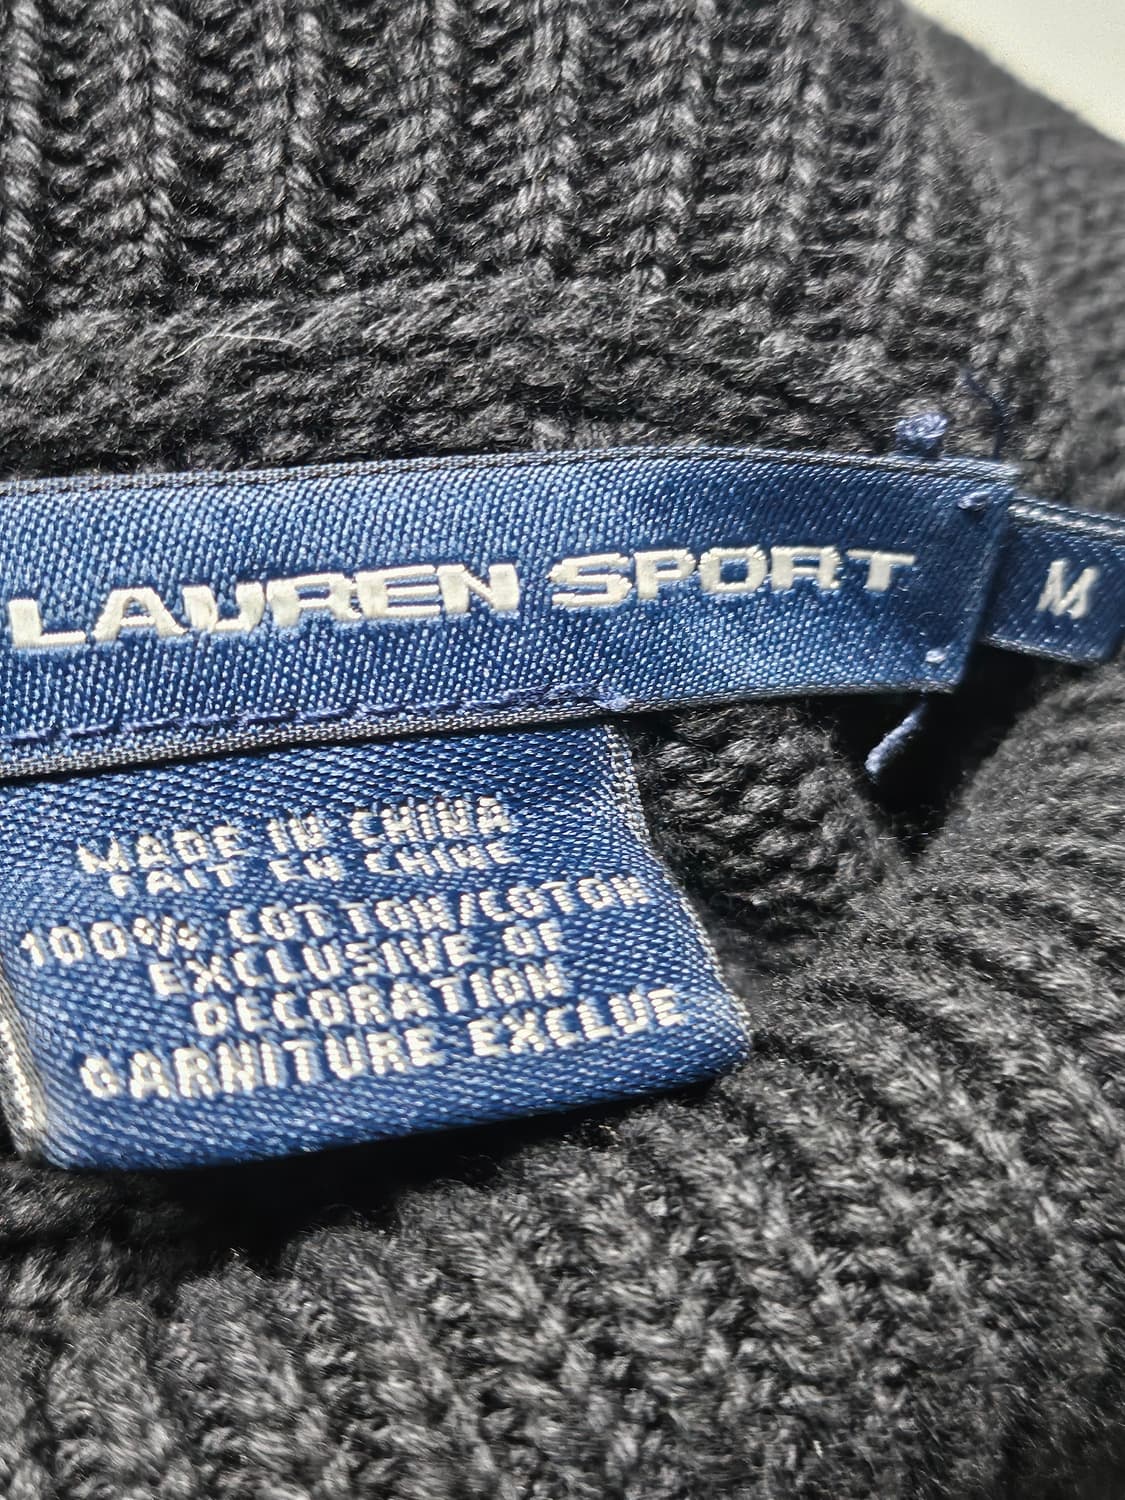 LAUREN SPORT
M
MADE IN CHINA
FAIT EN CHINE
100% COTTON/COTON
EXCLUSIVE OF
DECORATION
GARNITURE EXCLUE